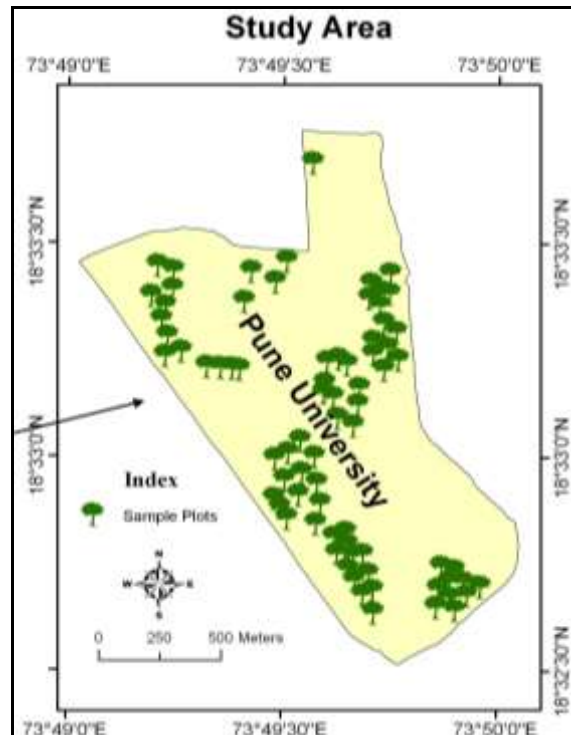 Study Area
73°49'0"E 73°49'30"E 73°50'0"E
18°33'30"N
18°33'30"N
Pune University
18°33'0"N
18°33'0"N
Index
Sample Plots
N
W E
S
0 250 500 Meters
18°32'30"N
73°49'0"E 73°49'30"E 73°50'0"E